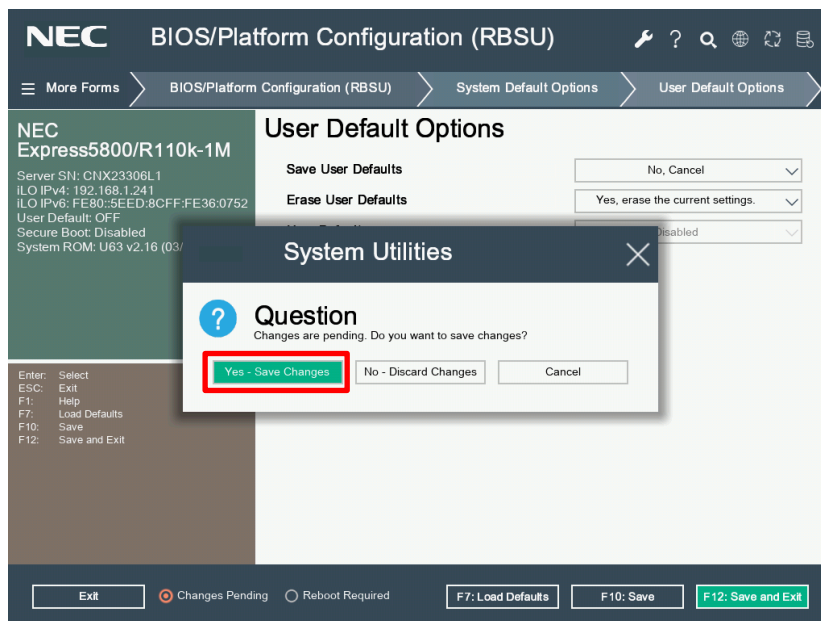 NEC BIOS/Platform Configuration (RBSU)
More Forms BIOS/Platform Configuration (RBSU) System Default Options User Default Options
NEC
Express5800/R110k-1M
Server SN: CNX23306L1
iLO IPv4: 192.168.1.241
iLO IPv6: FE80::5EED:8CFF:FE36:0752
User Default: OFF
Secure Boot: Disabled
System ROM: U63 v2.16 (03/
Enter: Select
ESC: Exit
F1: Help
F7: Load Defaults
F10: Save
F12: Save and Exit
User Default Options
Save User Defaults No, Cancel
Erase User Defaults Yes, erase the current settings.
System Utilities
Question
Changes are pending. Do you want to save changes?
Yes - Save Changes No - Discard Changes Cancel
Exit Changes Pending Reboot Required F7: Load Defaults F10: Save F12: Save and Exit